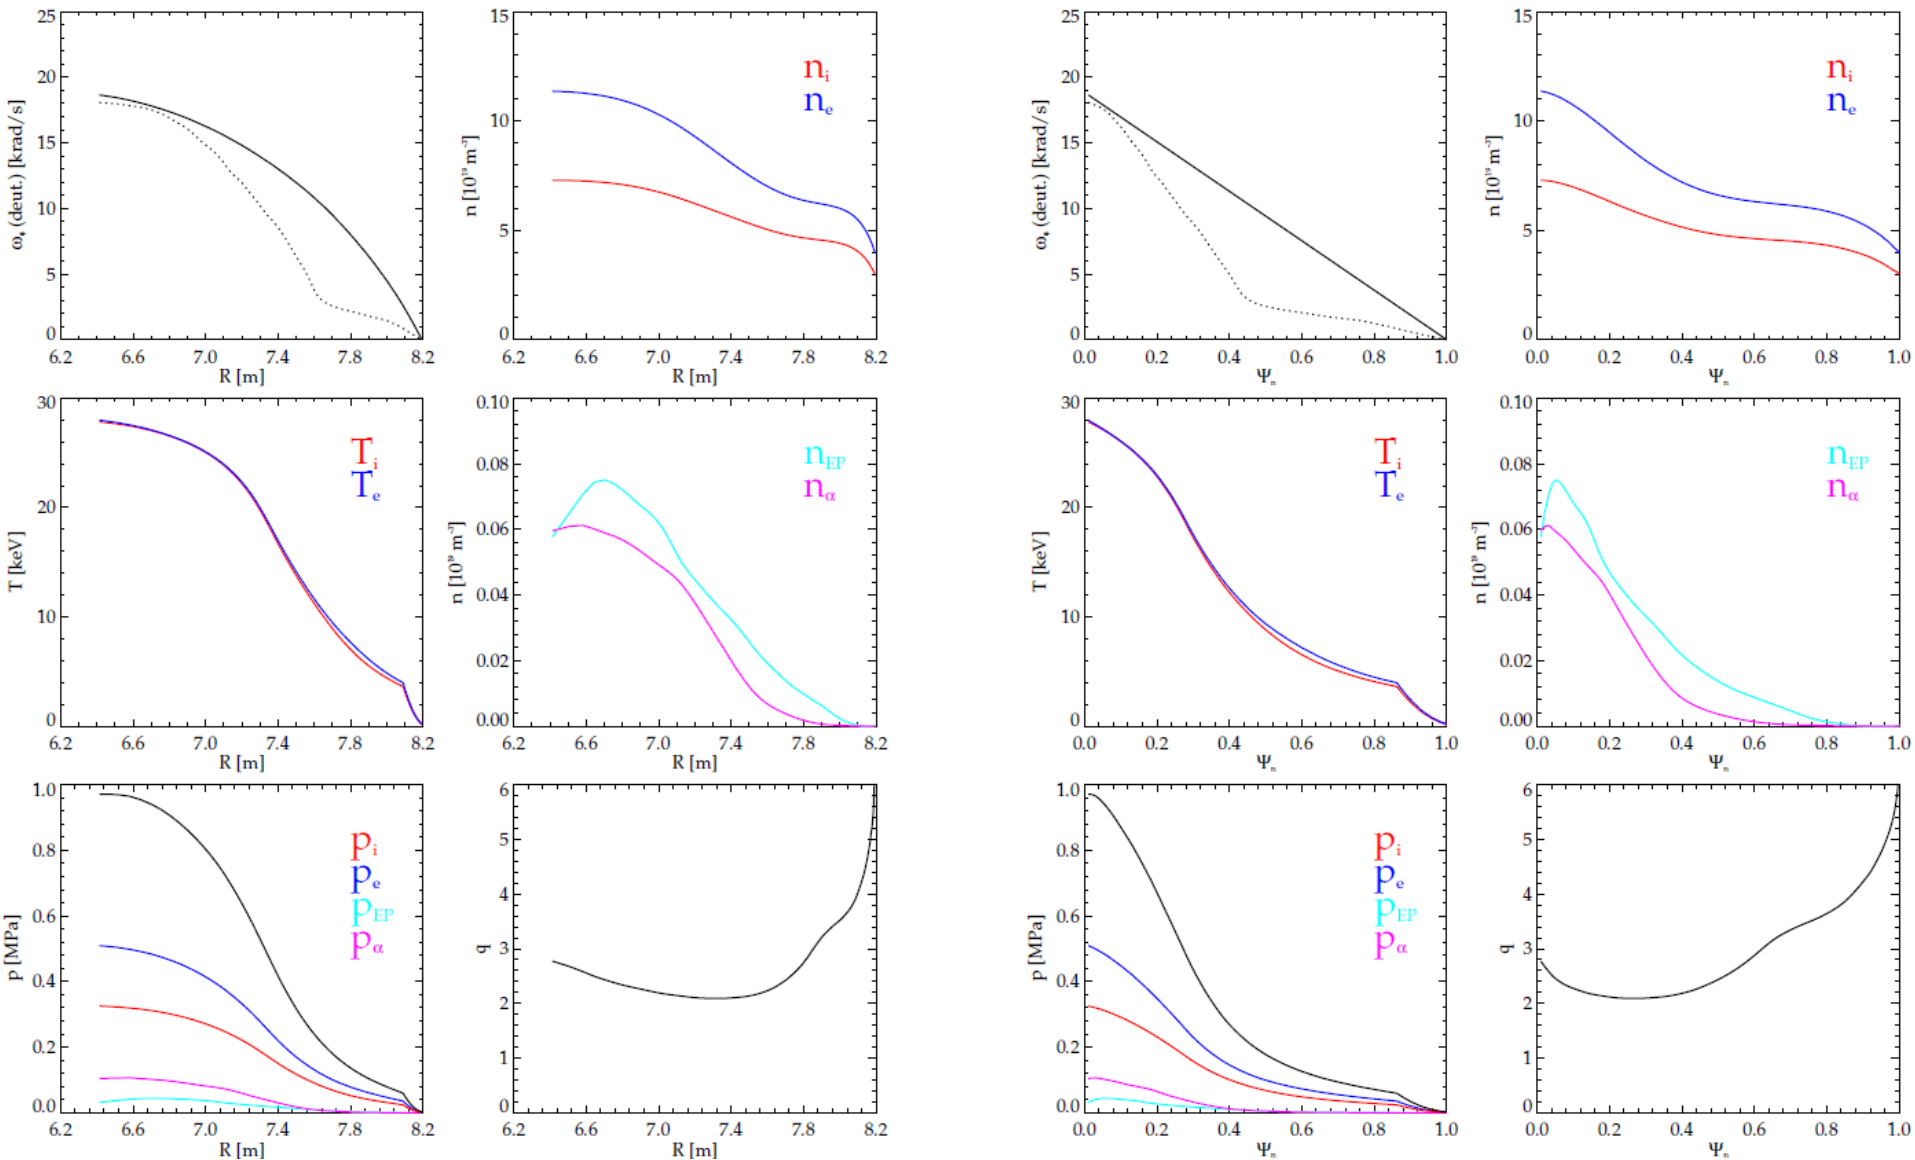 ωφ (deut.) [krad/s]
25
20
15
10
5
0
6.2 6.6 7.0 7.4 7.8 8.2
R [m]
n [10¹⁹ m⁻³]
15
10
5
0
nᵢ
nₑ
6.2 6.6 7.0 7.4 7.8 8.2
R [m]
ωφ (deut.) [krad/s]
25
20
15
10
5
0
0.0 0.2 0.4 0.6 0.8 1.0
Ψₙ
n [10¹⁹ m⁻³]
15
10
5
0
nᵢ
nₑ
0.0 0.2 0.4 0.6 0.8 1.0
Ψₙ
T [keV]
30
20
10
0
Tᵢ
Tₑ
6.2 6.6 7.0 7.4 7.8 8.2
R [m]
n [10¹⁹ m⁻³]
0.10
0.08
0.06
0.04
0.02
0.00
n_EP
n_α
6.2 6.6 7.0 7.4 7.8 8.2
R [m]
T [keV]
30
20
10
0
Tᵢ
Tₑ
0.0 0.2 0.4 0.6 0.8 1.0
Ψₙ
n [10¹⁹ m⁻³]
0.10
0.08
0.06
0.04
0.02
0.00
n_EP
n_α
0.0 0.2 0.4 0.6 0.8 1.0
Ψₙ
p [MPa]
1.0
0.8
0.6
0.4
0.2
0.0
pᵢ
pₑ
p_EP
p_α
6.2 6.6 7.0 7.4 7.8 8.2
R [m]
q
6
5
4
3
2
1
0
6.2 6.6 7.0 7.4 7.8 8.2
R [m]
p [MPa]
1.0
0.8
0.6
0.4
0.2
0.0
pᵢ
pₑ
p_EP
p_α
0.0 0.2 0.4 0.6 0.8 1.0
Ψₙ
q
6
5
4
3
2
1
0
0.0 0.2 0.4 0.6 0.8 1.0
Ψₙ